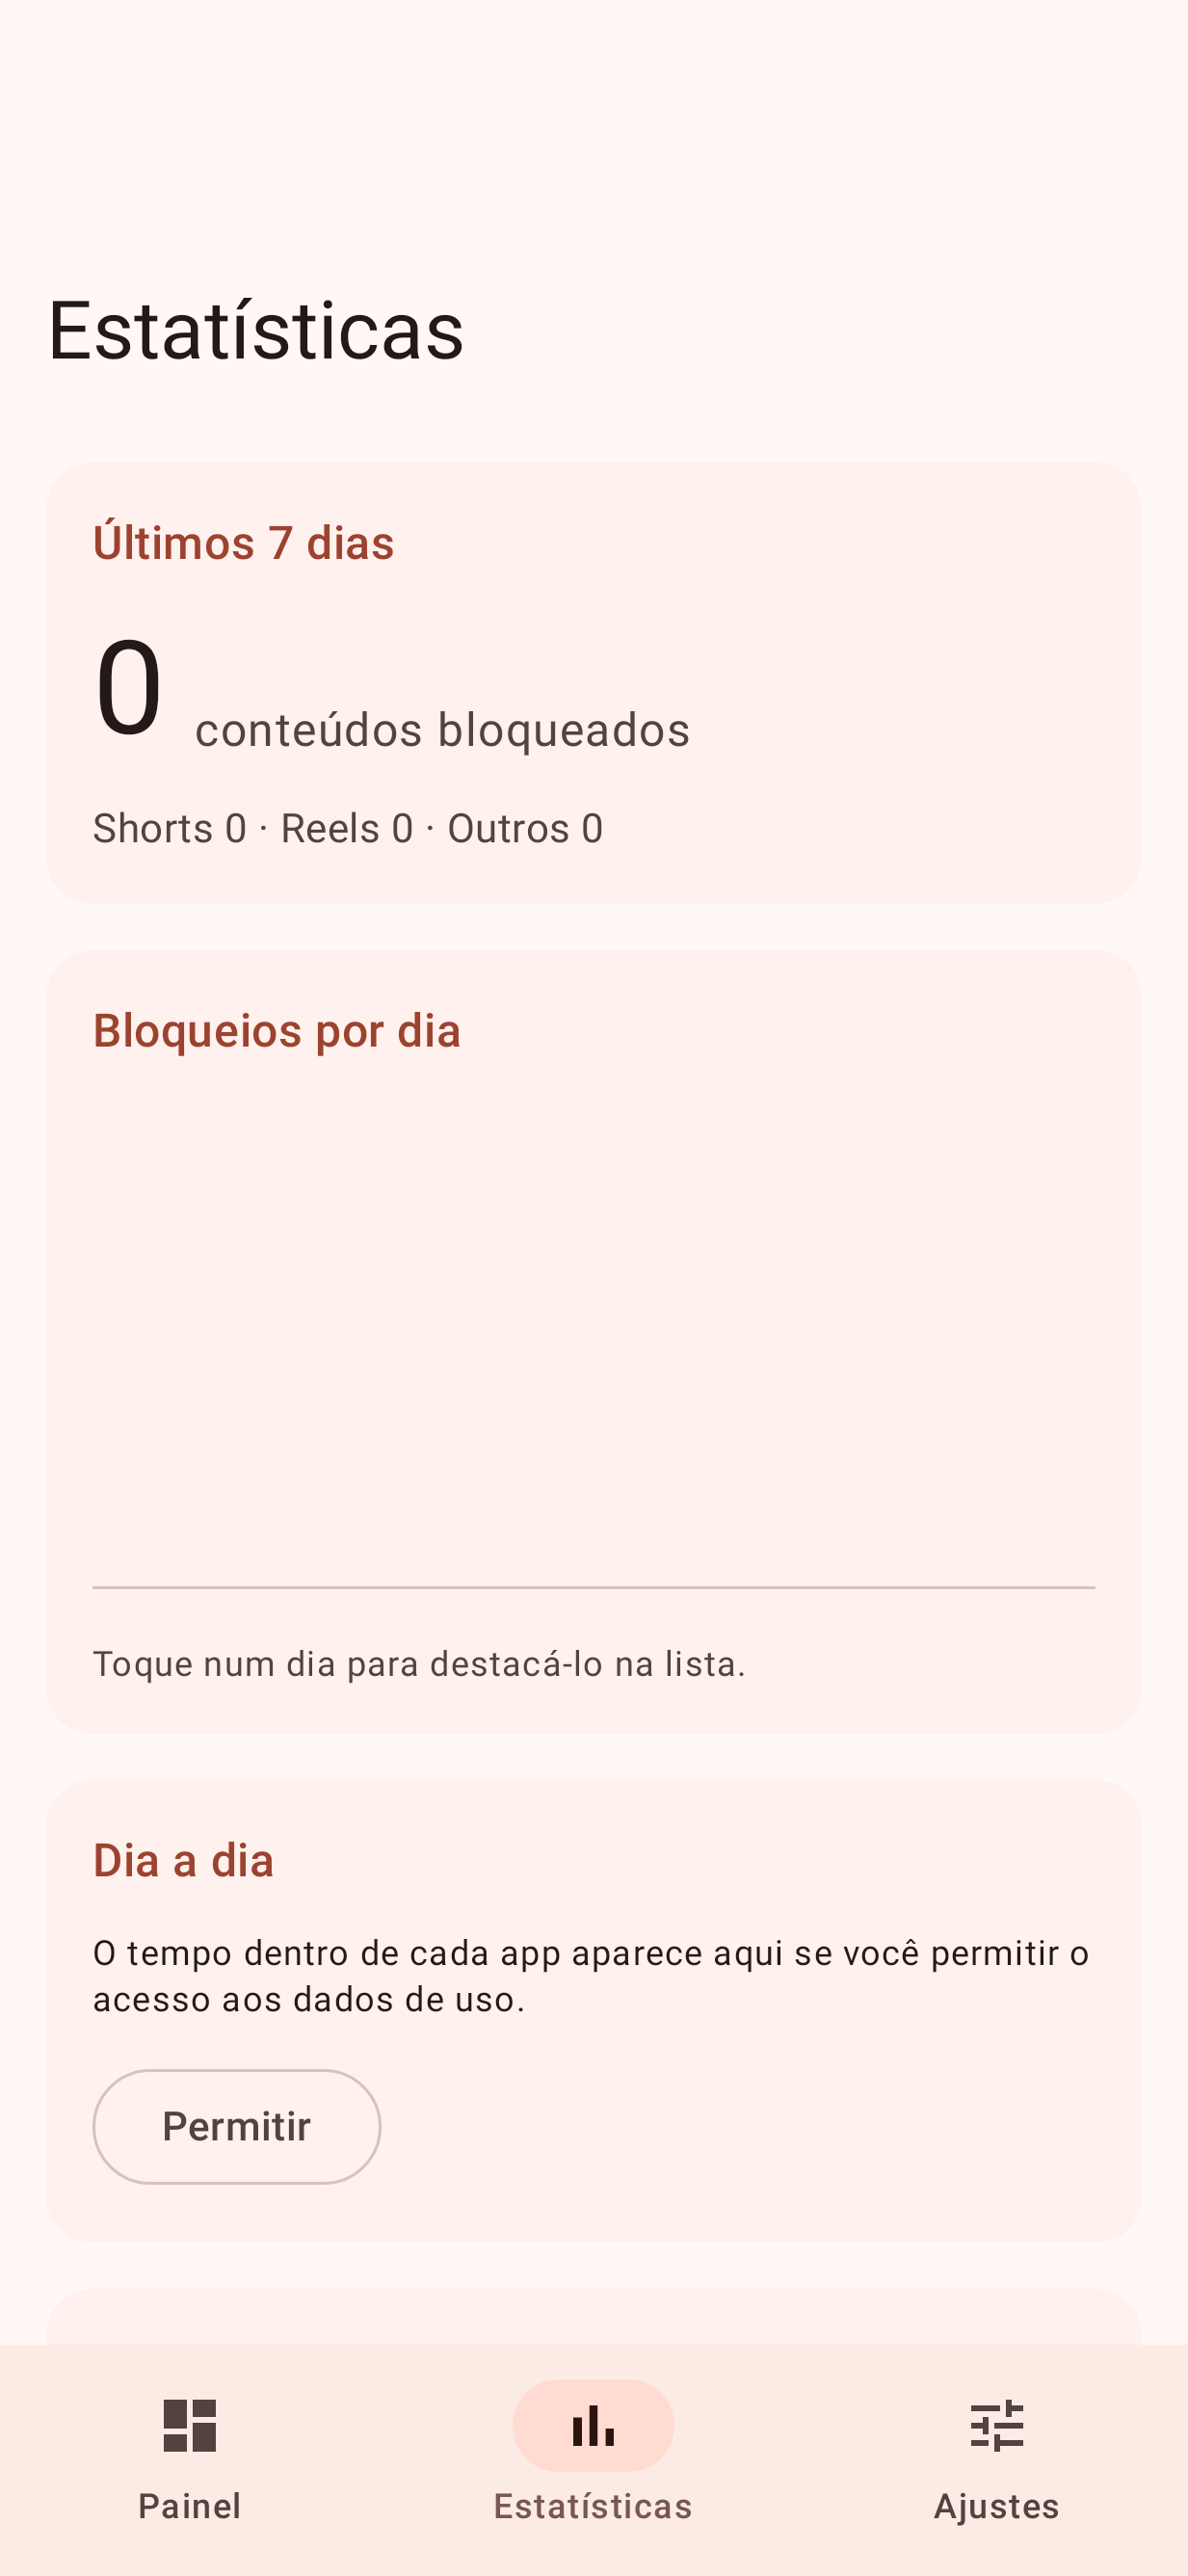 Estatísticas
Últimos 7 dias
0 conteúdos bloqueados
Shorts 0 · Reels 0 · Outros 0
Bloqueios por dia
Toque num dia para destacá-lo na lista.
Dia a dia
O tempo dentro de cada app aparece aqui se você permitir o
acesso aos dados de uso.
Permitir
Painel
Estatísticas
Ajustes